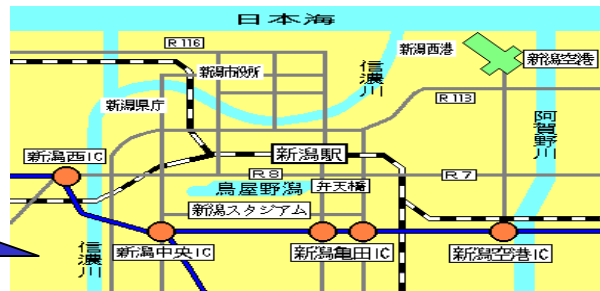 日本海
R 116
新潟西港
新潟空港
新潟市役所
信濃川
新潟県庁
R 113
阿賀野川
新潟西IC
新潟駅
R 8
R 7
鳥屋野潟
弁天橋
新潟スタジアム
信濃川
新潟中央IC
新潟亀田IC
新潟空港IC